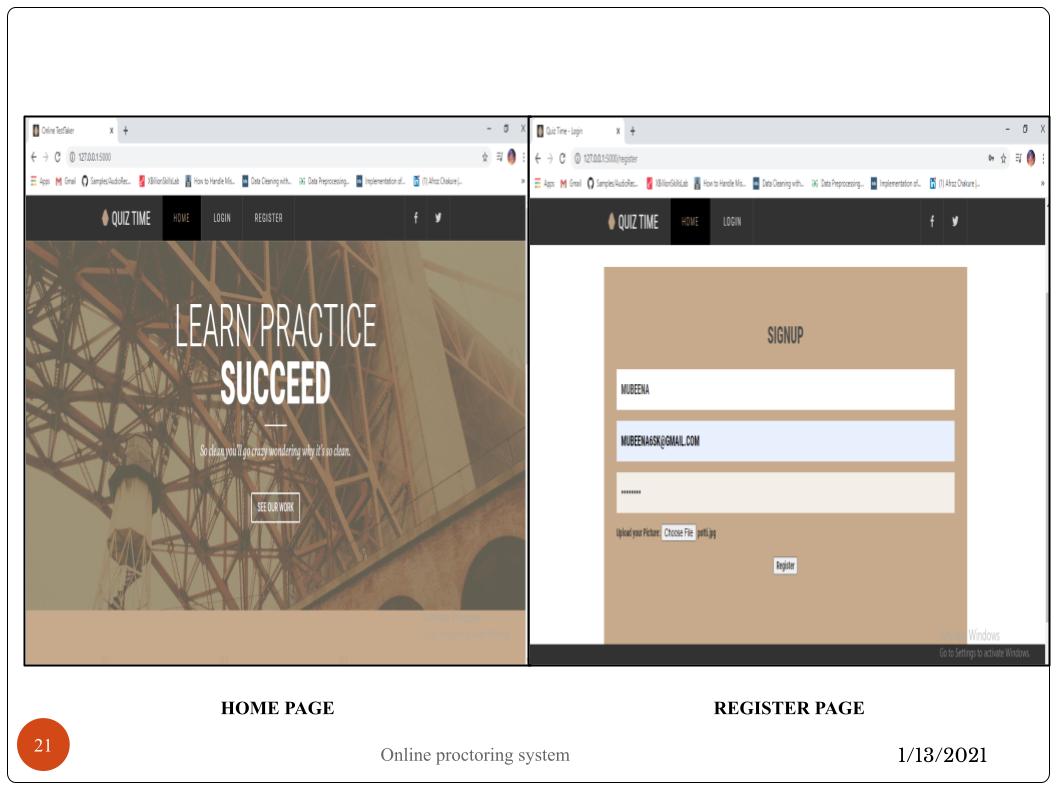 Online TestTaker
127.0.0.1:5000
Apps Gmail Samples/AudioRec... XBillionSkillsLab How to Handle Mis... Data Cleaning with... Data Preprocessing... Implementation of... (1) Afroz Chakure |... »
QUIZ TIME HOME LOGIN REGISTER
LEARN PRACTICE
SUCCEED
So clean you'll go crazy wondering why it's so clean.
SEE OUR WORK
Quiz Time - Login
127.0.0.1:5000/register
Apps Gmail Samples/AudioRec... XBillionSkillsLab How to Handle Mis... Data Cleaning with... Data Preprocessing... Implementation of... (1) Afroz Chakure |... »
QUIZ TIME HOME LOGIN
SIGNUP
MUBEENA
MUBEENA6SK@GMAIL.COM
Upload your Picture: Choose File potti.jpg
Register
Windows
Go to Settings to activate Windows.
HOME PAGE
REGISTER PAGE
21
Online proctoring system
1/13/2021